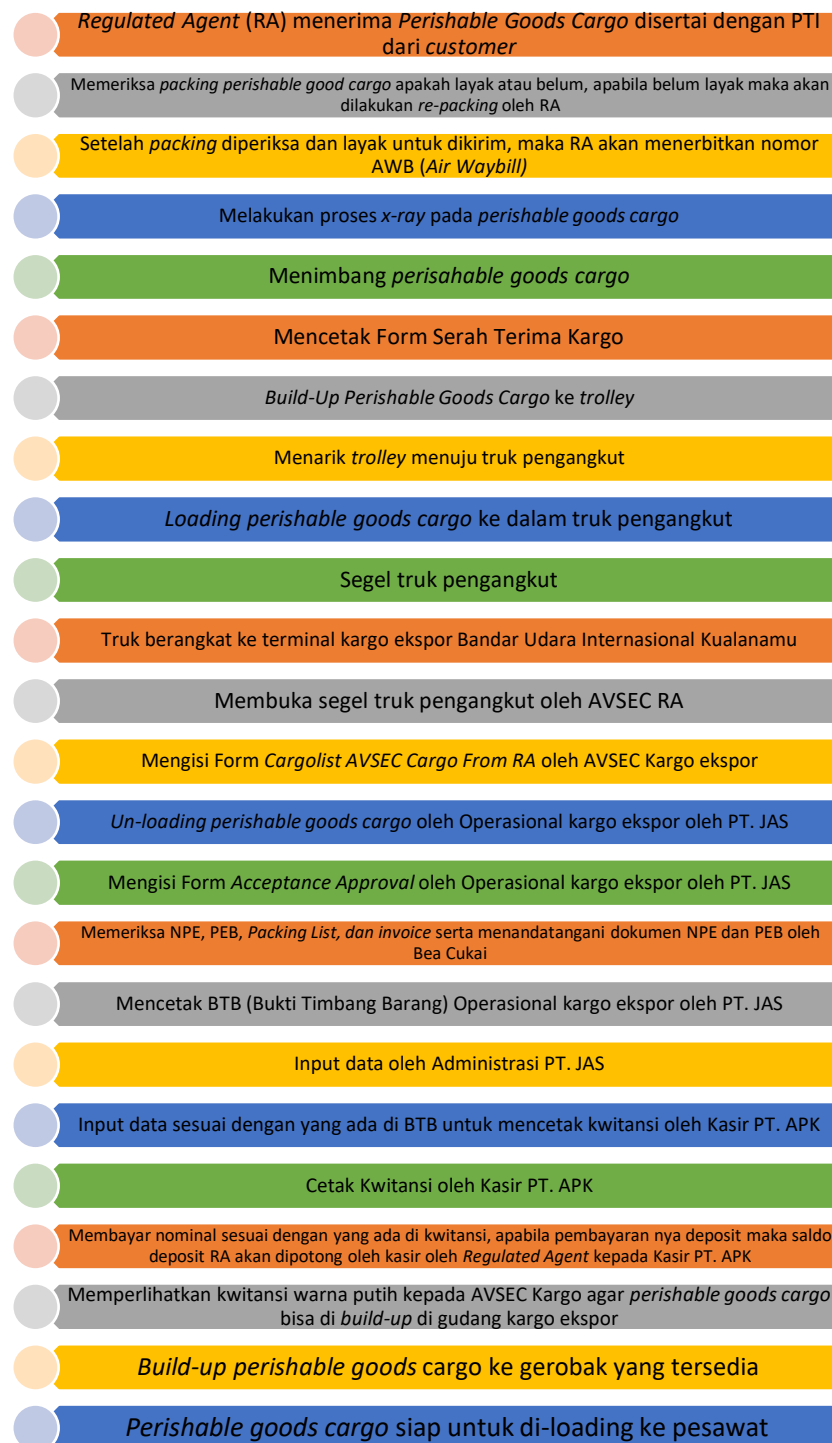 Regulated Agent (RA) menerima Perishable Goods Cargo disertai dengan PTI
dari customer
Memeriksa packing perishable good cargo apakah layak atau belum, apabila belum layak maka akan
dilakukan re-packing oleh RA
Setelah packing diperiksa dan layak untuk dikirim, maka RA akan menerbitkan nomor
AWB (Air Waybill)
Melakukan proses x-ray pada perishable goods cargo
Menimbang perisahable goods cargo
Mencetak Form Serah Terima Kargo
Build-Up Perishable Goods Cargo ke trolley
Menarik trolley menuju truk pengangkut
Loading perishable goods cargo ke dalam truk pengangkut
Segel truk pengangkut
Truk berangkat ke terminal kargo ekspor Bandar Udara Internasional Kualanamu
Membuka segel truk pengangkut oleh AVSEC RA
Mengisi Form Cargolist AVSEC Cargo From RA oleh AVSEC Kargo ekspor
Un-loading perishable goods cargo oleh Operasional kargo ekspor oleh PT. JAS
Mengisi Form Acceptance Approval oleh Operasional kargo ekspor oleh PT. JAS
Memeriksa NPE, PEB, Packing List, dan invoice serta menandatangani dokumen NPE dan PEB oleh
Bea Cukai
Mencetak BTB (Bukti Timbang Barang) Operasional kargo ekspor oleh PT. JAS
Input data oleh Administrasi PT. JAS
Input data sesuai dengan yang ada di BTB untuk mencetak kwitansi oleh Kasir PT. APK
Cetak Kwitansi oleh Kasir PT. APK
Membayar nominal sesuai dengan yang ada di kwitansi, apabila pembayaran nya deposit maka saldo
deposit RA akan dipotong oleh kasir oleh Regulated Agent kepada Kasir PT. APK
Memperlihatkan kwitansi warna putih kepada AVSEC Kargo agar perishable goods cargo
bisa di build-up di gudang kargo ekspor
Build-up perishable goods cargo ke gerobak yang tersedia
Perishable goods cargo siap untuk di-loading ke pesawat